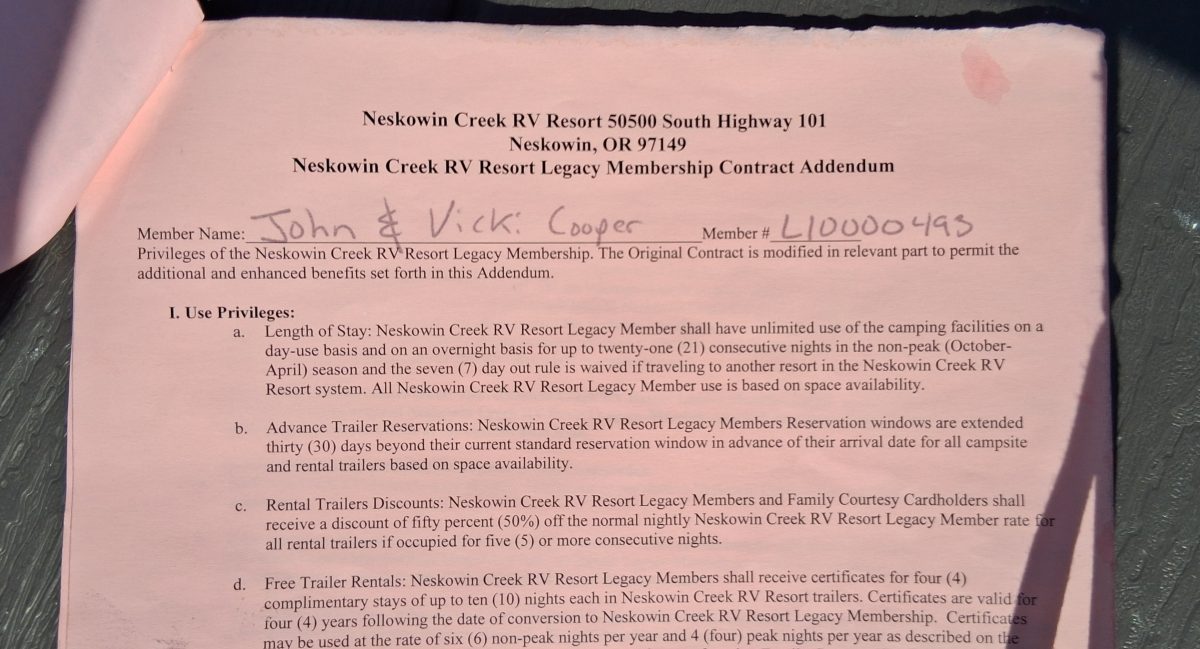 Neskowin Creek RV Resort 50500 South Highway 101
Neskowin, OR 97149
Neskowin Creek RV Resort Legacy Membership Contract Addendum
Member Name: John & Vicki Cooper Member # L10000493
Privileges of the Neskowin Creek RV Resort Legacy Membership. The Original Contract is modified in relevant part to permit the
additional and enhanced benefits set forth in this Addendum.
I. Use Privileges:
a. Length of Stay: Neskowin Creek RV Resort Legacy Member shall have unlimited use of the camping facilities on a
day-use basis and on an overnight basis for up to twenty-one (21) consecutive nights in the non-peak (October-
April) season and the seven (7) day out rule is waived if traveling to another resort in the Neskowin Creek RV
Resort system. All Neskowin Creek RV Resort Legacy Member use is based on space availability.
b. Advance Trailer Reservations: Neskowin Creek RV Resort Legacy Members Reservation windows are extended
thirty (30) days beyond their current standard reservation window in advance of their arrival date for all campsite
and rental trailers based on space availability.
c. Rental Trailers Discounts: Neskowin Creek RV Resort Legacy Members and Family Courtesy Cardholders shall
receive a discount of fifty percent (50%) off the normal nightly Neskowin Creek RV Resort Legacy Member rate for
all rental trailers if occupied for five (5) or more consecutive nights.
d. Free Trailer Rentals: Neskowin Creek RV Resort Legacy Members shall receive certificates for four (4)
complimentary stays of up to ten (10) nights each in Neskowin Creek RV Resort trailers. Certificates are valid for
four (4) years following the date of conversion to Neskowin Creek RV Resort Legacy Membership. Certificates
may be used at the rate of six (6) non-peak nights per year and 4 (four) peak nights per year as described on the